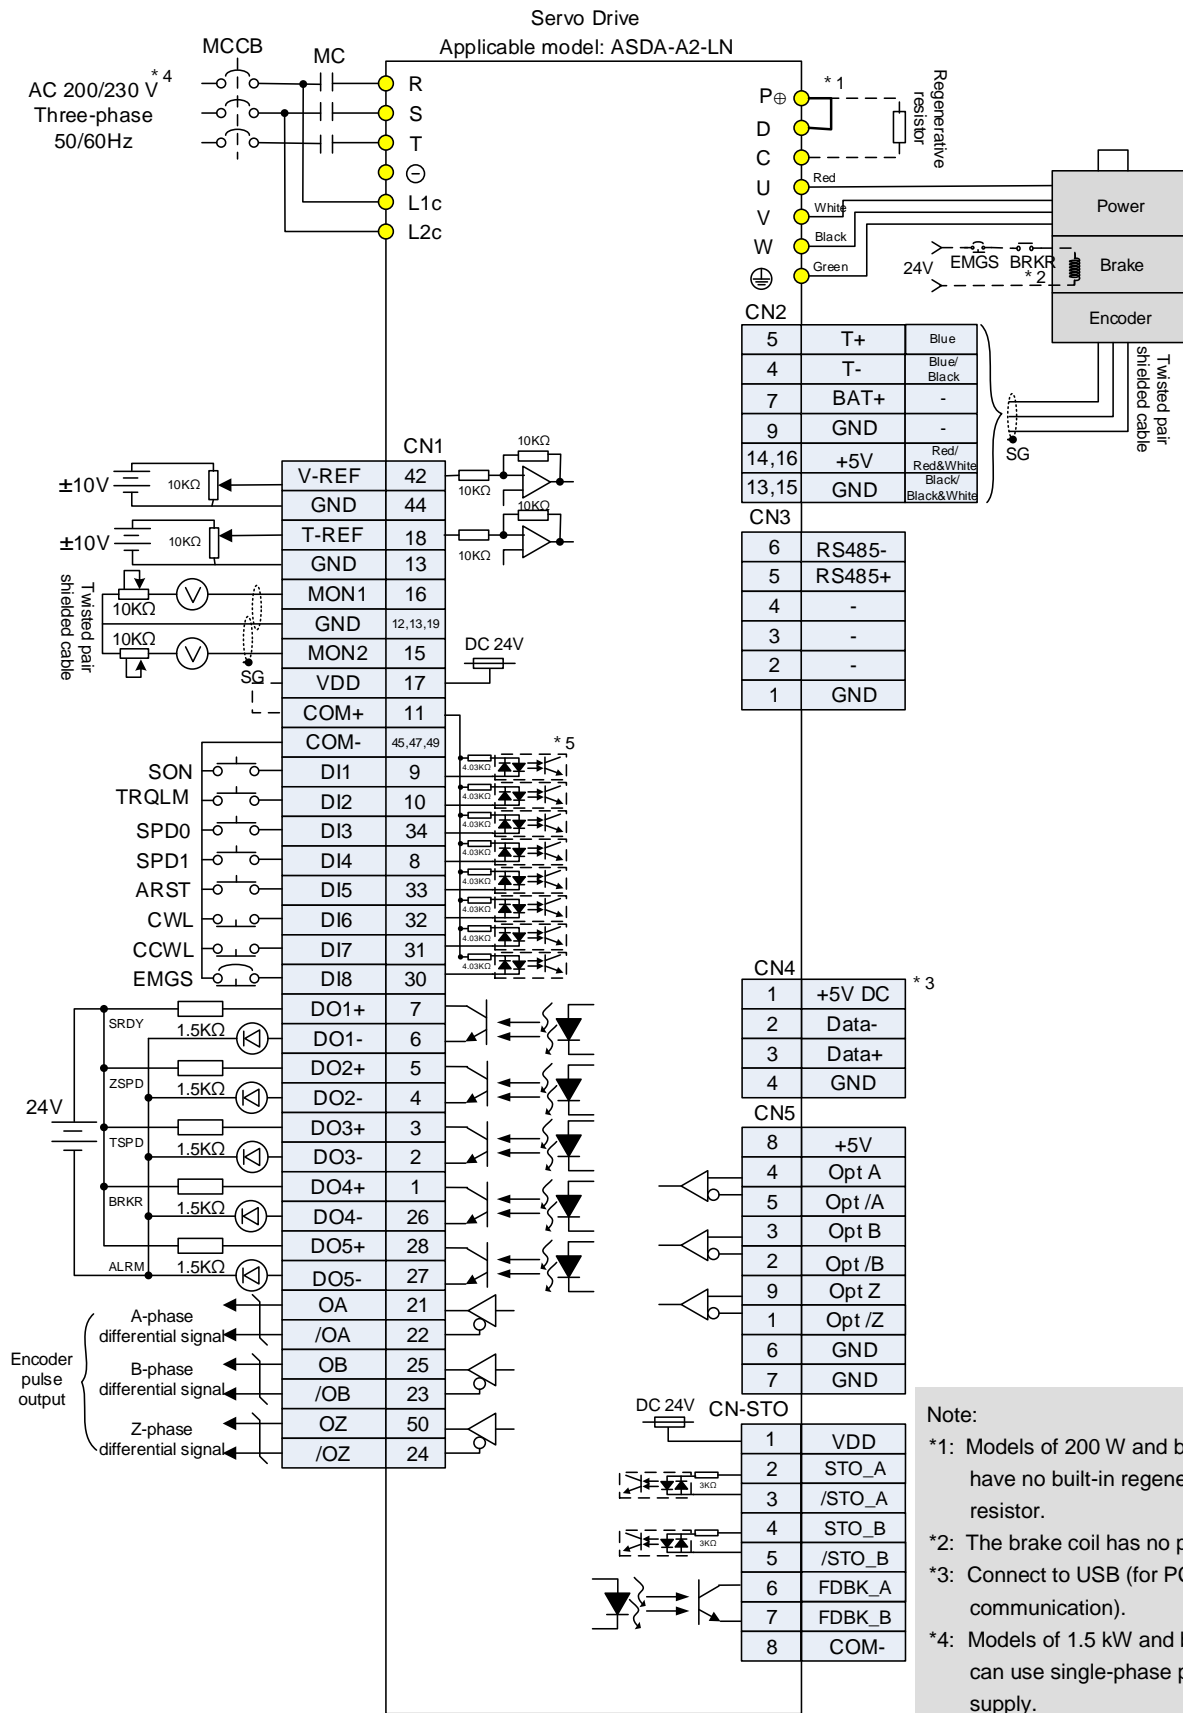 Servo Drive
Applicable model: ASDA-A2-LN
MCCB
MC
AC 200/230 V
*4
Three-phase
50/60Hz
R
S
T
⊖
L1c
L2c
P⊕
D
C
U
V
W
*1
Regenerative
resistor
Red
White
Black
Green
Power
Brake
Encoder
24V
EMGS
BRKR
*2
Twisted pair
shielded cable
SG
CN2
5 T+ Blue
4 T- Blue/
Black
7 BAT+ -
9 GND -
14,16 +5V Red/
Red&White
13,15 GND Black/
Black&White
CN3
6 RS485-
5 RS485+
4 -
3 -
2 -
1 GND
CN1
V-REF 42
GND 44
T-REF 18
GND 13
MON1 16
GND 12,13,19
MON2 15
VDD 17
COM+ 11
COM- 45,47,49
DI1 9
DI2 10
DI3 34
DI4 8
DI5 33
DI6 32
DI7 31
DI8 30
DO1+ 7
DO1- 6
DO2+ 5
DO2- 4
DO3+ 3
DO3- 2
DO4+ 1
DO4- 26
DO5+ 28
DO5- 27
OA 21
/OA 22
OB 25
/OB 23
OZ 50
/OZ 24
±10V
10KΩ
±10V
10KΩ
10KΩ
V
10KΩ
V
Twisted pair
shielded cable
SG
10KΩ
10KΩ
10KΩ
10KΩ
DC 24V
*5
4.03KΩ
4.03KΩ
4.03KΩ
4.03KΩ
4.03KΩ
4.03KΩ
4.03KΩ
4.03KΩ
SON
TRQLM
SPD0
SPD1
ARST
CWL
CCWL
EMGS
24V
SRDY
1.5KΩ
ZSPD
1.5KΩ
TSPD
1.5KΩ
BRKR
1.5KΩ
ALRM
1.5KΩ
Encoder
pulse
output
A-phase
differential signal
B-phase
differential signal
Z-phase
differential signal
CN4
*3
1 +5V DC
2 Data-
3 Data+
4 GND
CN5
8 +5V
4 Opt A
5 Opt /A
3 Opt B
2 Opt /B
9 Opt Z
1 Opt /Z
6 GND
7 GND
DC 24V
CN-STO
1 VDD
2 STO_A
3 /STO_A
4 STO_B
5 /STO_B
6 FDBK_A
7 FDBK_B
8 COM-
3KΩ
3KΩ
Note:
*1: Models of 200 W and
have no built-in
resistor.
*2: The brake coil has no
*3: Connect to USB (for
communication).
*4: Models of 1.5 kW and
can use single-phase
supply.